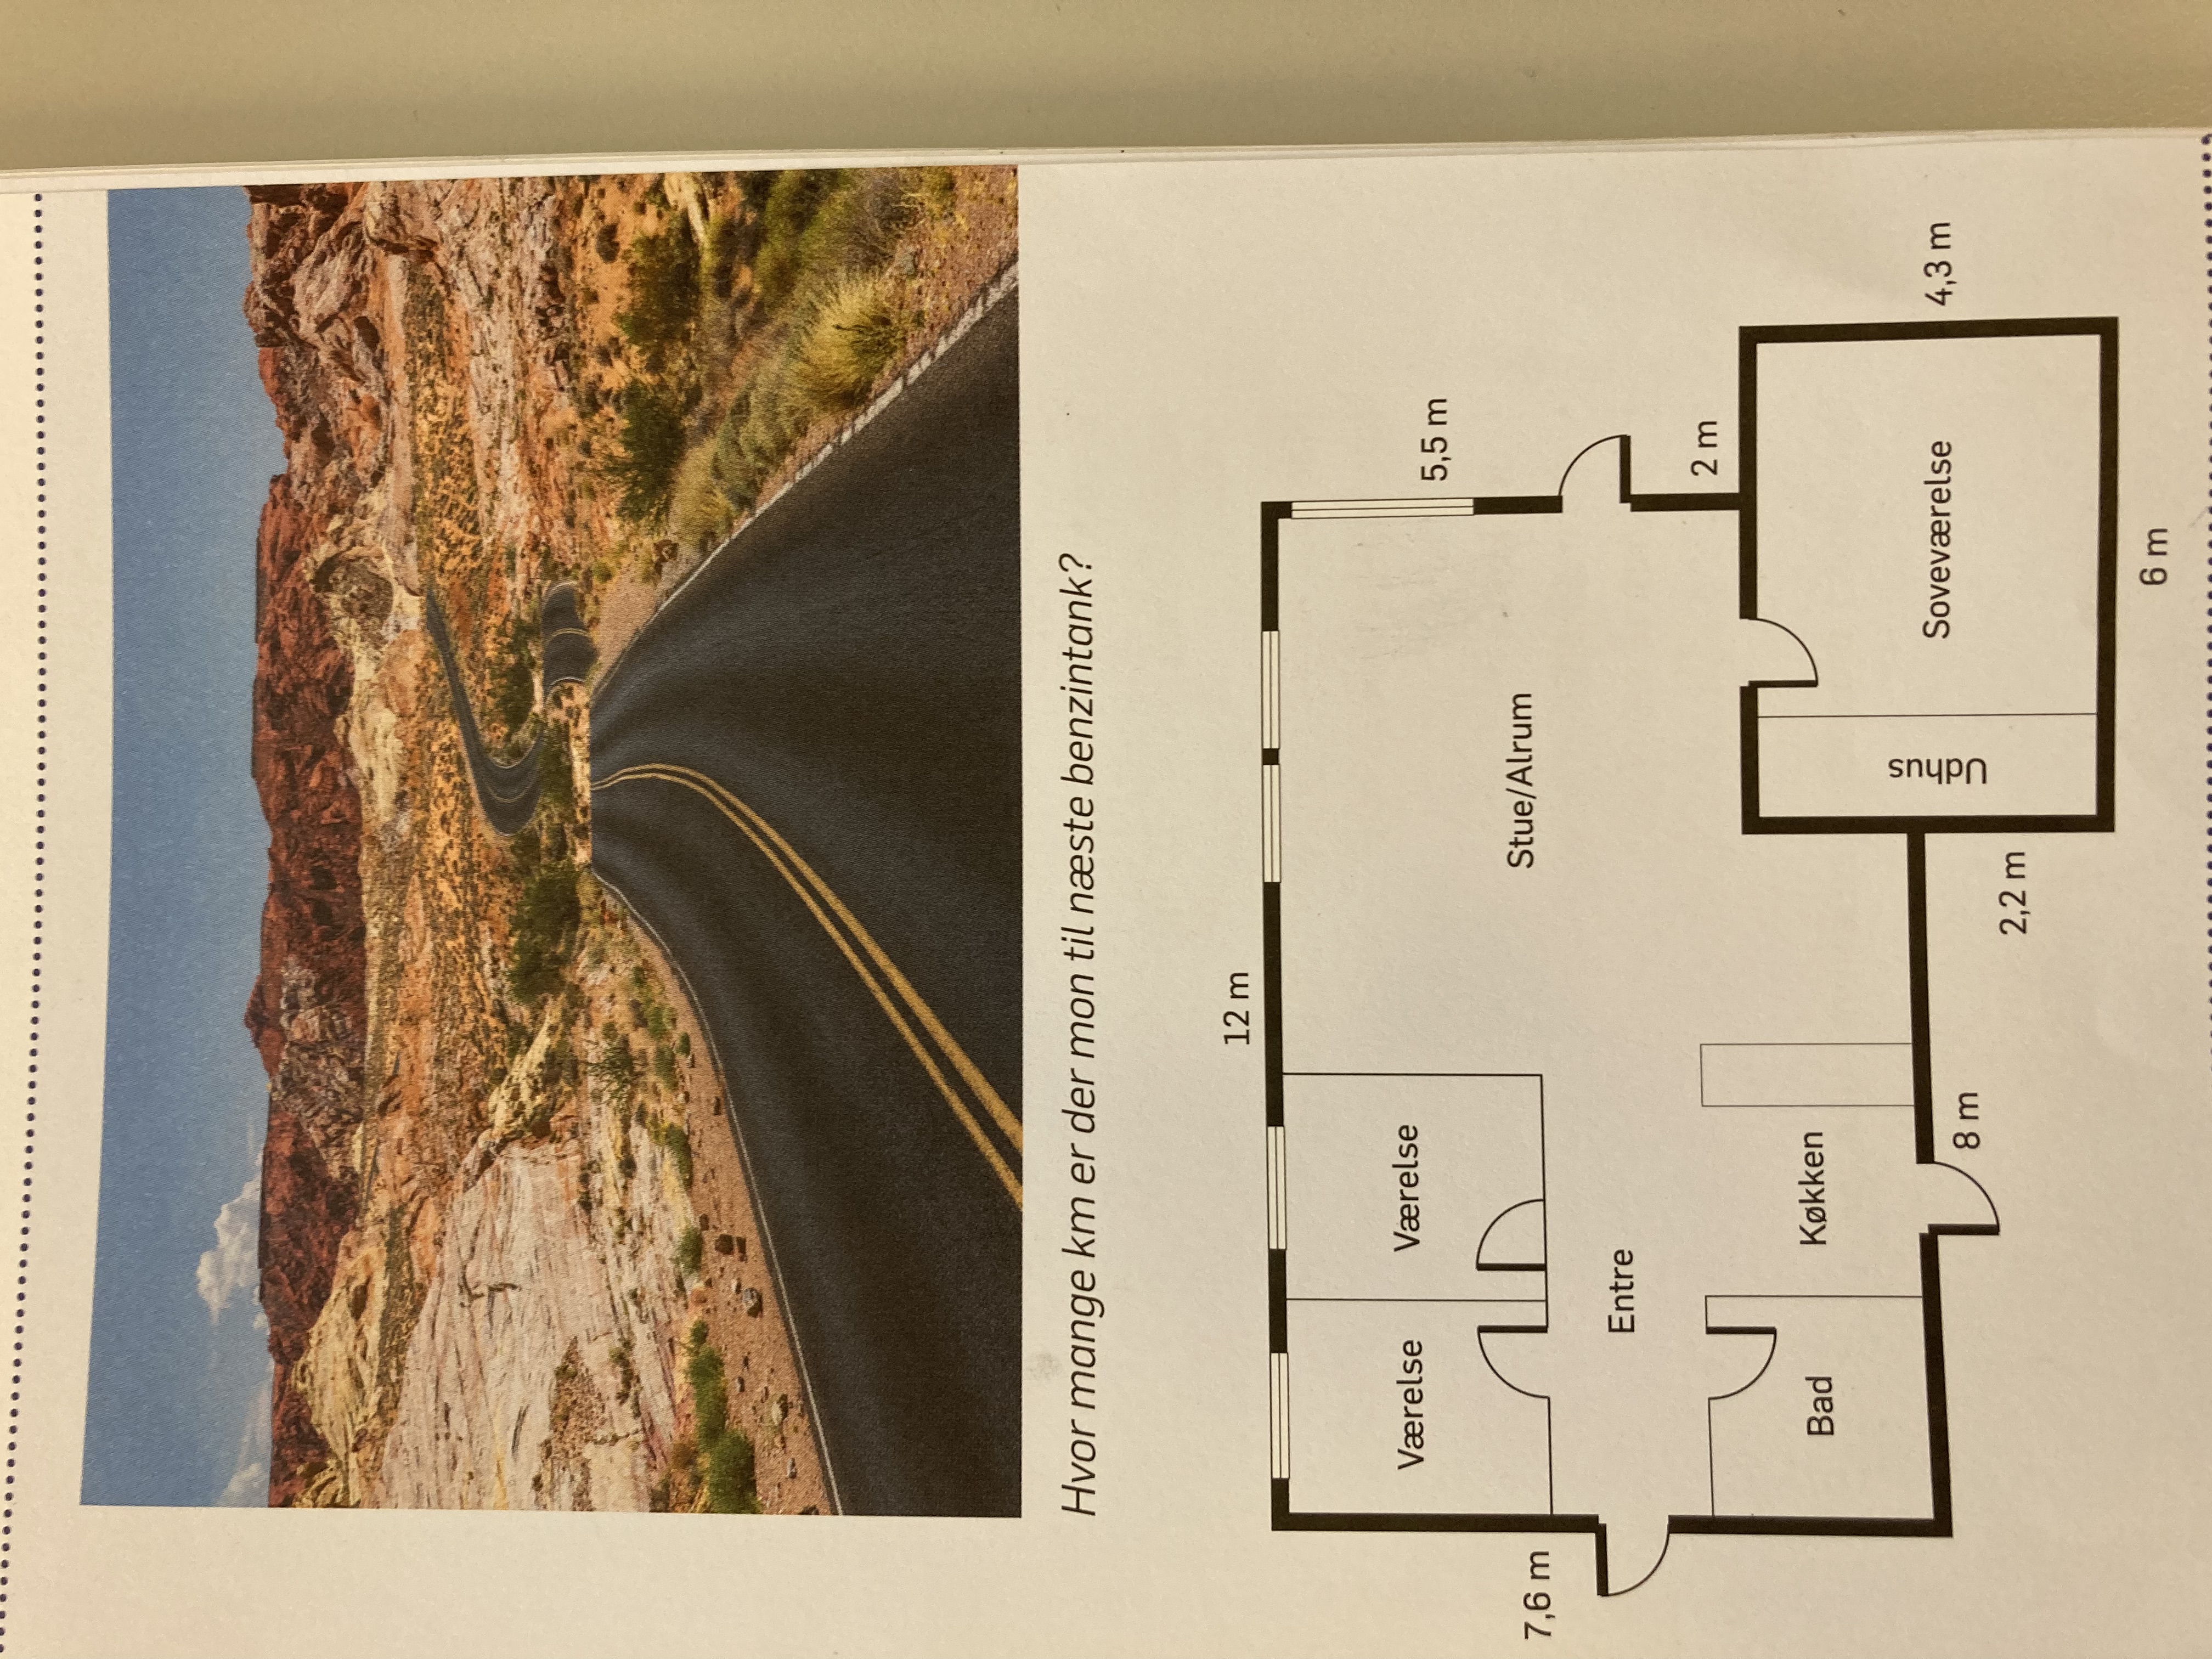 Hvor mange km er der mon til næste benzintank?
12 m
Værelse
Værelse
5,5 m
Stue/Alrum
7,6 m
Entre
2 m
Bad
Køkken
Udhus
Soveværelse
4,3 m
8 m
2,2 m
6 m